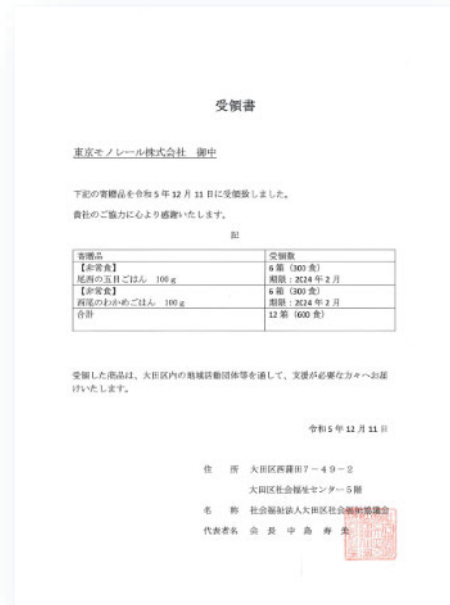 受領書
東京モノレール株式会社 御中
下記の寄贈品を令和5年12月11日に受領致しました。
貴社のご協力に心より感謝いたします。
記
寄贈品 受領数
【非常食】 6箱（300食）
尾西の五目ごはん 100g 期限：2024年2月
【非常食】 6箱（300食）
西尾のわかめごはん 100g 期限：2024年2月
合計 12箱（600食）
受領した商品は、大田区内の地域活動団体等を通して、支援が必要な方々へお届
けいたします。
令和5年12月11日
住 所 大田区西蒲田7－49－2
大田区社会福祉センター5階
名 称 社会福祉法人大田区社会福祉協議会
代表者名 会 長 中 島 寿